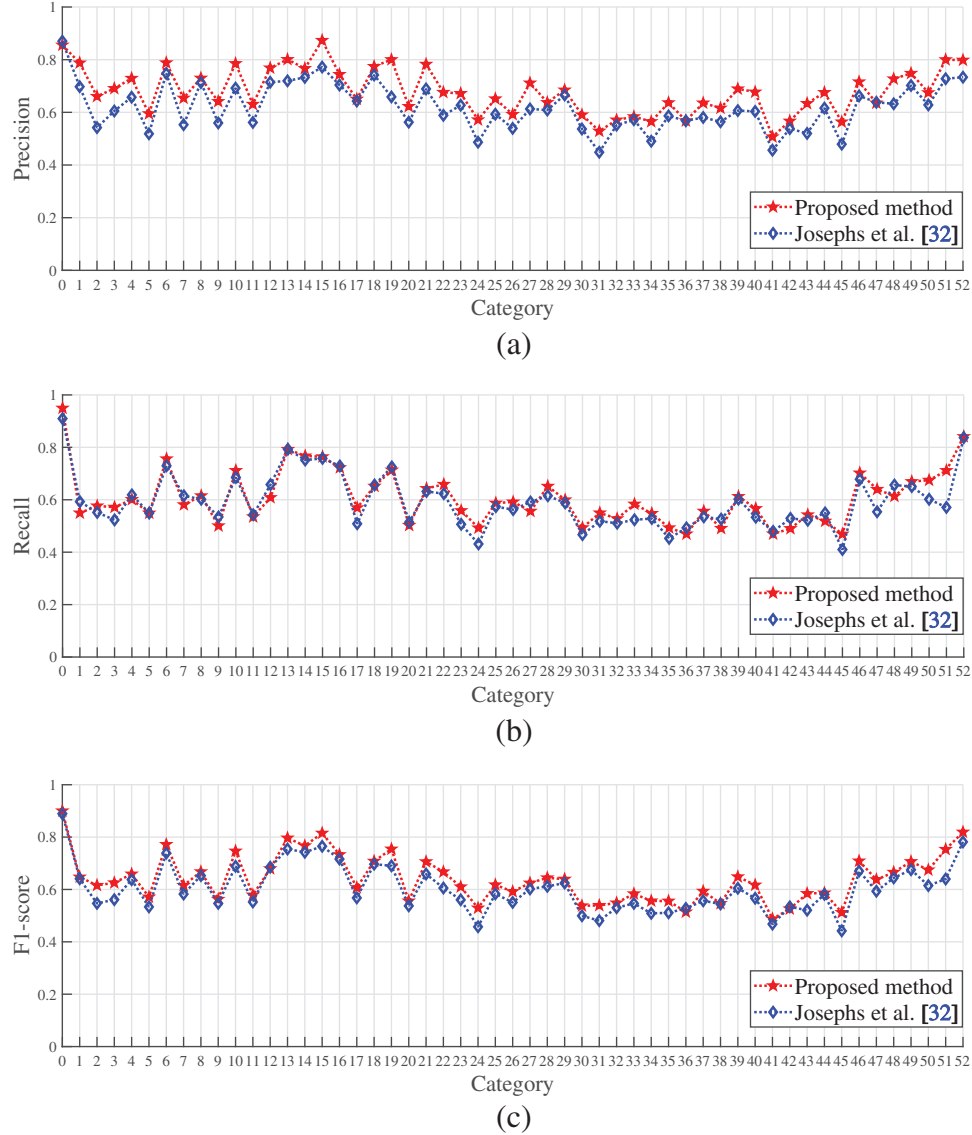 1
0.8
0.6
0.4
0.2
0
Precision
Proposed method
Josephs et al. [32]
0 1 2 3 4 5 6 7 8 9 10 11 12 13 14 15 16 17 18 19 20 21 22 23 24 25 26 27 28 29 30 31 32 33 34 35 36 37 38 39 40 41 42 43 44 45 46 47 48 49 50 51 52
Category
(a)
1
0.8
0.6
0.4
0.2
0
Recall
Proposed method
Josephs et al. [32]
0 1 2 3 4 5 6 7 8 9 10 11 12 13 14 15 16 17 18 19 20 21 22 23 24 25 26 27 28 29 30 31 32 33 34 35 36 37 38 39 40 41 42 43 44 45 46 47 48 49 50 51 52
Category
(b)
1
0.8
0.6
0.4
0.2
0
F1-score
Proposed method
Josephs et al. [32]
0 1 2 3 4 5 6 7 8 9 10 11 12 13 14 15 16 17 18 19 20 21 22 23 24 25 26 27 28 29 30 31 32 33 34 35 36 37 38 39 40 41 42 43 44 45 46 47 48 49 50 51 52
Category
(c)